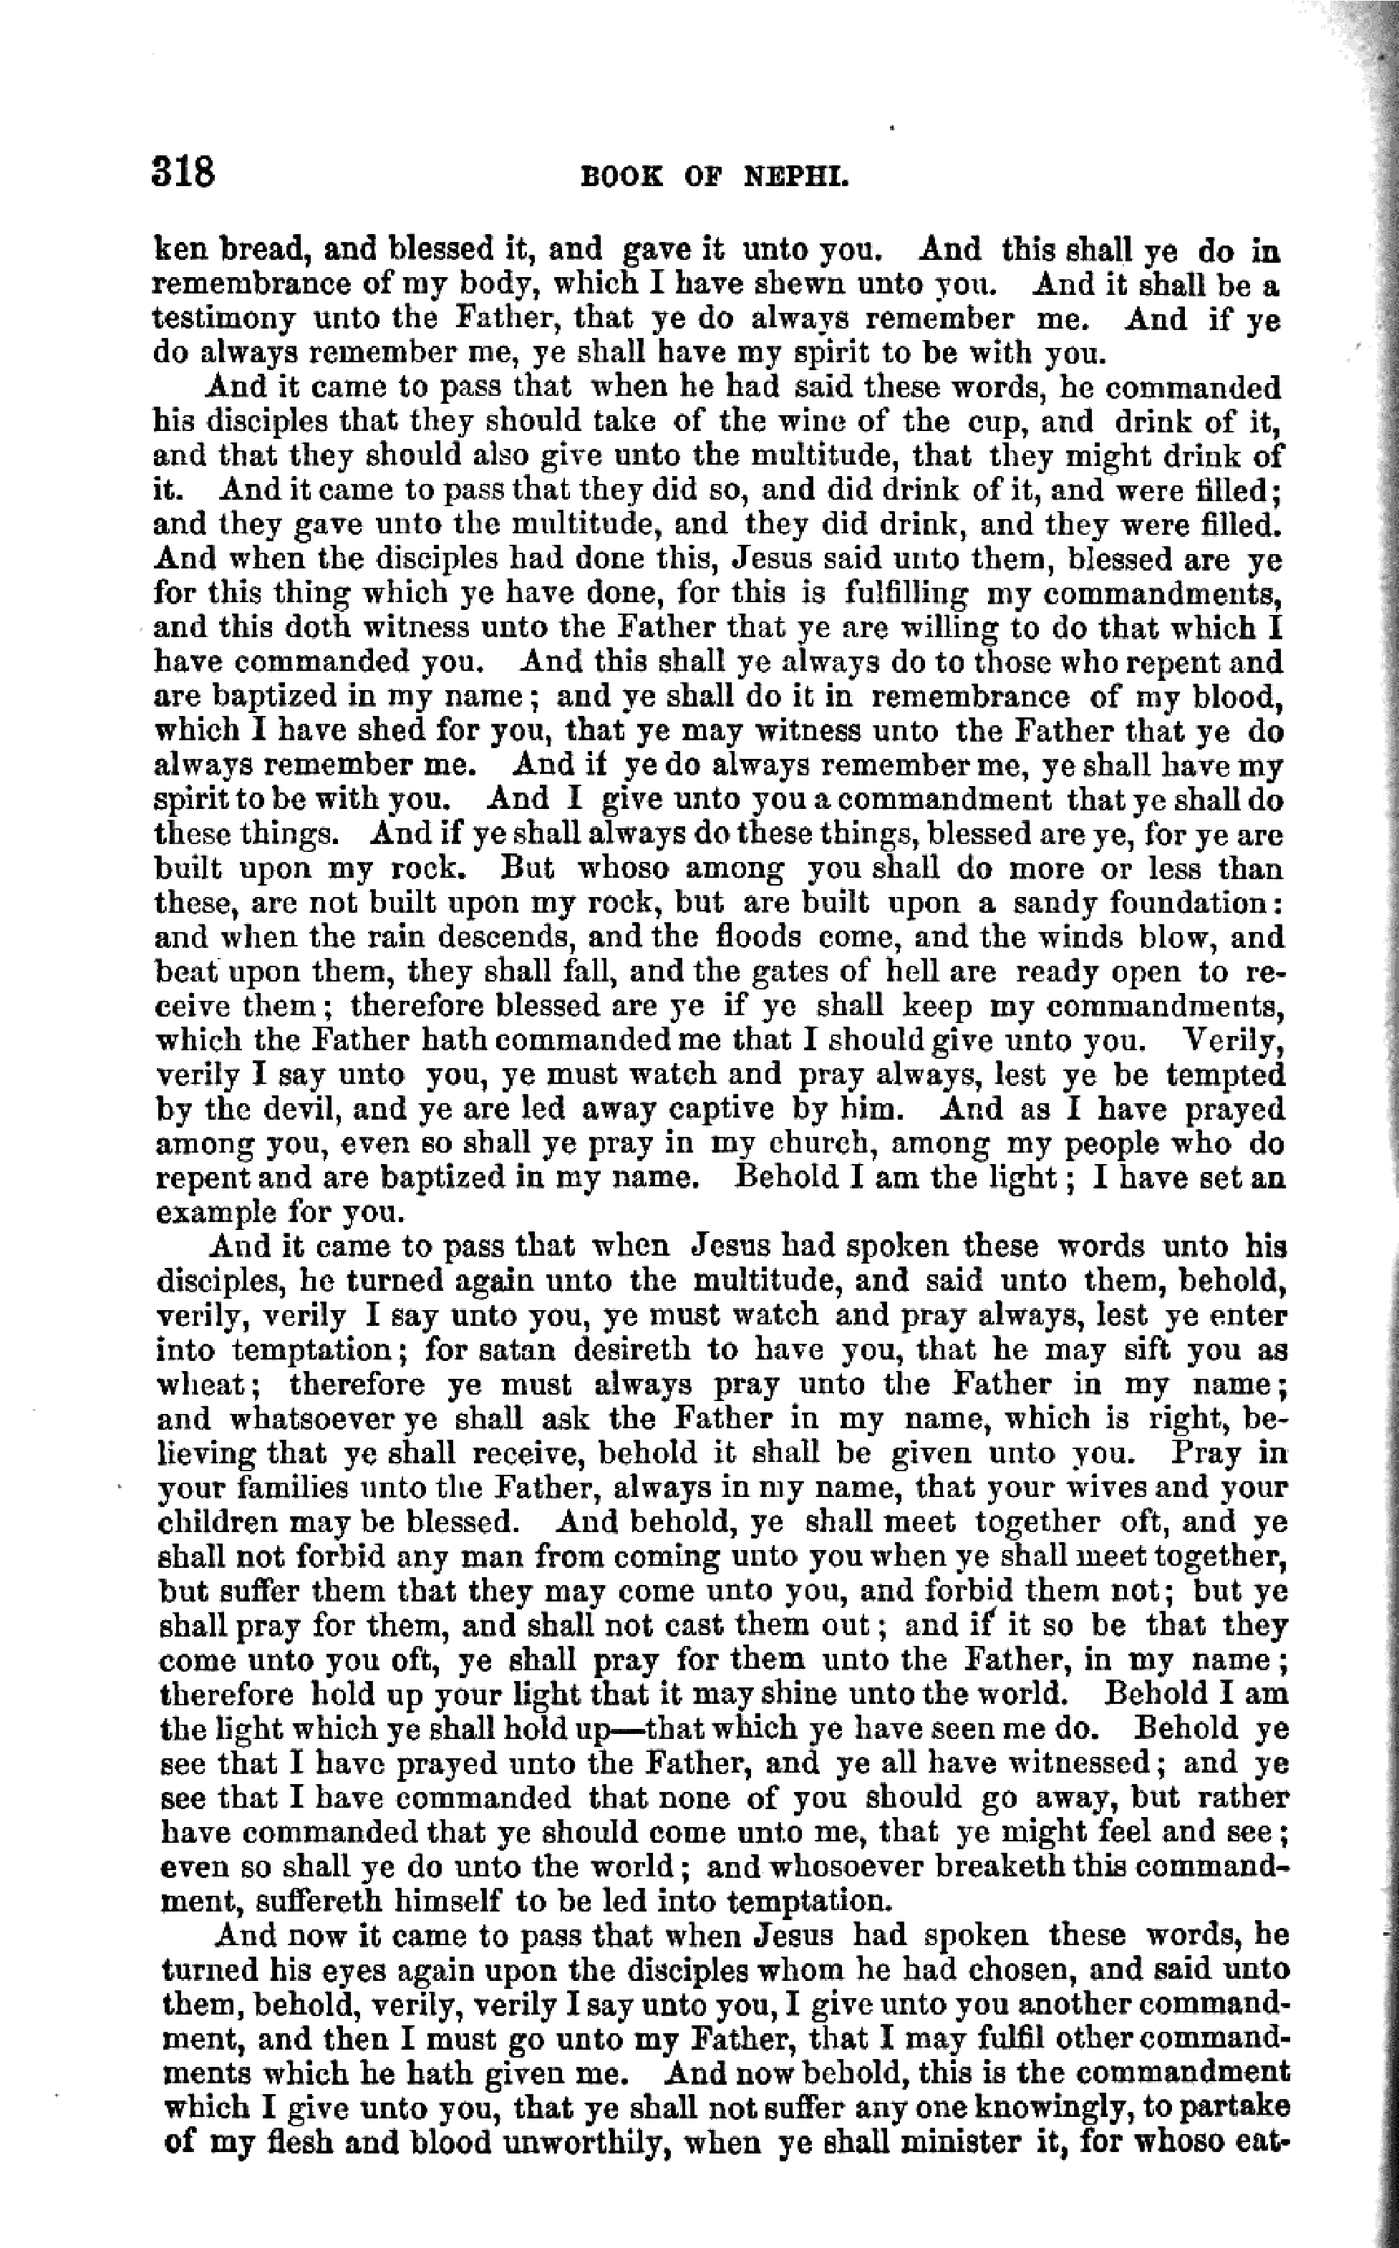 318 BOOK OF NEPHI.
ken bread, and blessed it, and gave it unto you. And this shall ye do in
remembrance of my body, which I have shewn unto you. And it shall be a
testimony unto the Father, that ye do always remember me. And if ye
do always remember me, ye shall have my spirit to be with you.
And it came to pass that when he had said these words, he commanded
his disciples that they should take of the wine of the cup, and drink of it,
and that they should also give unto the multitude, that they might drink of
it. And it came to pass that they did so, and did drink of it, and were filled;
and they gave unto the multitude, and they did drink, and they were filled.
And when the disciples had done this, Jesus said unto them, blessed are ye
for this thing which ye have done, for this is fulfilling my commandments,
and this doth witness unto the Father that ye are willing to do that which I
have commanded you. And this shall ye always do to those who repent and
are baptized in my name; and ye shall do it in remembrance of my blood,
which I have shed for you, that ye may witness unto the Father that ye do
always remember me. And if ye do always remember me, ye shall have my
spirit to be with you. And I give unto you a commandment that ye shall do
these things. And if ye shall always do these things, blessed are ye, for ye are
built upon my rock. But whoso among you shall do more or less than
these, are not built upon my rock, but are built upon a sandy foundation:
and when the rain descends, and the floods come, and the winds blow, and
beat upon them, they shall fall, and the gates of hell are ready open to re-
ceive them; therefore blessed are ye if ye shall keep my commandments,
which the Father hath commanded me that I should give unto you. Verily,
verily I say unto you, ye must watch and pray always, lest ye be tempted
by the devil, and ye are led away captive by him. And as I have prayed
among you, even so shall ye pray in my church, among my people who do
repent and are baptized in my name. Behold I am the light; I have set an
example for you.
And it came to pass that when Jesus had spoken these words unto his
disciples, he turned again unto the multitude, and said unto them, behold,
verily, verily I say unto you, ye must watch and pray always, lest ye enter
into temptation; for satan desireth to have you, that he may sift you as
wheat; therefore ye must always pray unto the Father in my name;
and whatsoever ye shall ask the Father in my name, which is right, be-
lieving that ye shall receive, behold it shall be given unto you. Pray in
your families unto the Father, always in my name, that your wives and your
children may be blessed. And behold, ye shall meet together oft, and ye
shall not forbid any man from coming unto you when ye shall meet together,
but suffer them that they may come unto you, and forbid them not; but ye
shall pray for them, and shall not cast them out; and if it so be that they
come unto you oft, ye shall pray for them unto the Father, in my name;
therefore hold up your light that it may shine unto the world. Behold I am
the light which ye shall hold up—that which ye have seen me do. Behold ye
see that I have prayed unto the Father, and ye all have witnessed; and ye
see that I have commanded that none of you should go away, but rather
have commanded that ye should come unto me, that ye might feel and see;
even so shall ye do unto the world; and whosoever breaketh this command-
ment, suffereth himself to be led into temptation.
And now it came to pass that when Jesus had spoken these words, he
turned his eyes again upon the disciples whom he had chosen, and said unto
them, behold, verily, verily I say unto you, I give unto you another command-
ment, and then I must go unto my Father, that I may fulfil other command-
ments which he hath given me. And now behold, this is the commandment
which I give unto you, that ye shall not suffer any one knowingly, to partake
of my flesh and blood unworthily, when ye shall minister it, for whoso eat-